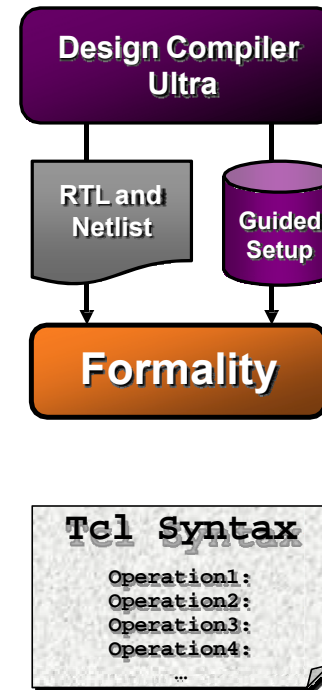 Design Compiler
Ultra
RTL and
Netlist
Guided
Setup
Formality
Tcl Syntax
Operation1:
Operation2:
Operation3:
Operation4:
…